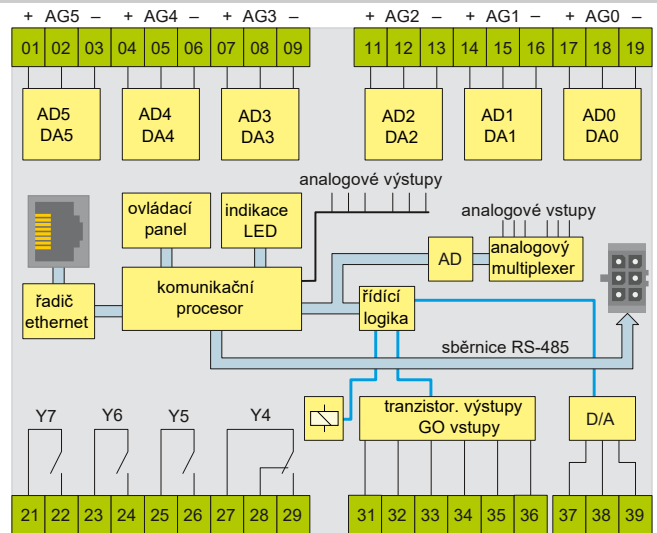 + AG5 – + AG4 – + AG3 – + AG2 – + AG1 – + AG0 –
01 02 03 04 05 06 07 08 09 11 12 13 14 15 16 17 18 19
AD5 AD4 AD3 AD2 AD1 AD0
DA5 DA4 DA3 DA2 DA1 DA0
analogové výstupy
ovládací
panel
indikace
LED
analogové vstupy
AD
analogový
multiplexer
komunikační
procesor
řadič
ethernet
řídící
logika
sběrnice RS-485
Y7 Y6 Y5 Y4
tranzistor. výstupy
GO vstupy
D/A
21 22 23 24 25 26 27 28 29 31 32 33 34 35 36 37 38 39